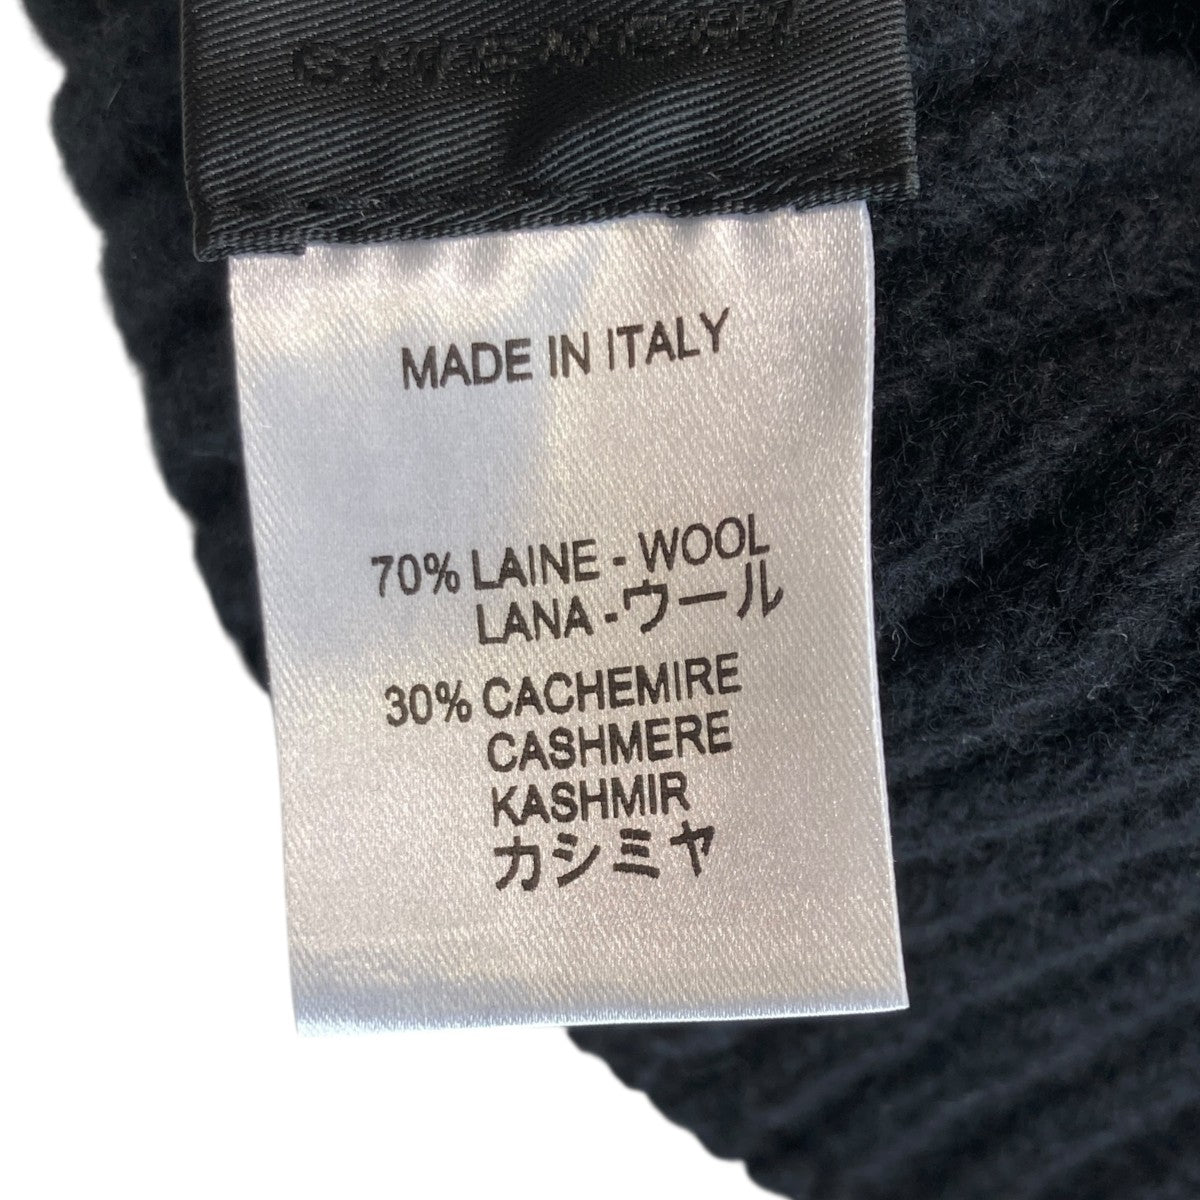 MADE IN ITALY
70% LAINE - WOOL
LANA - ウール
30% CACHEMIRE
CASHMERE
KASHMIR
カシミヤ